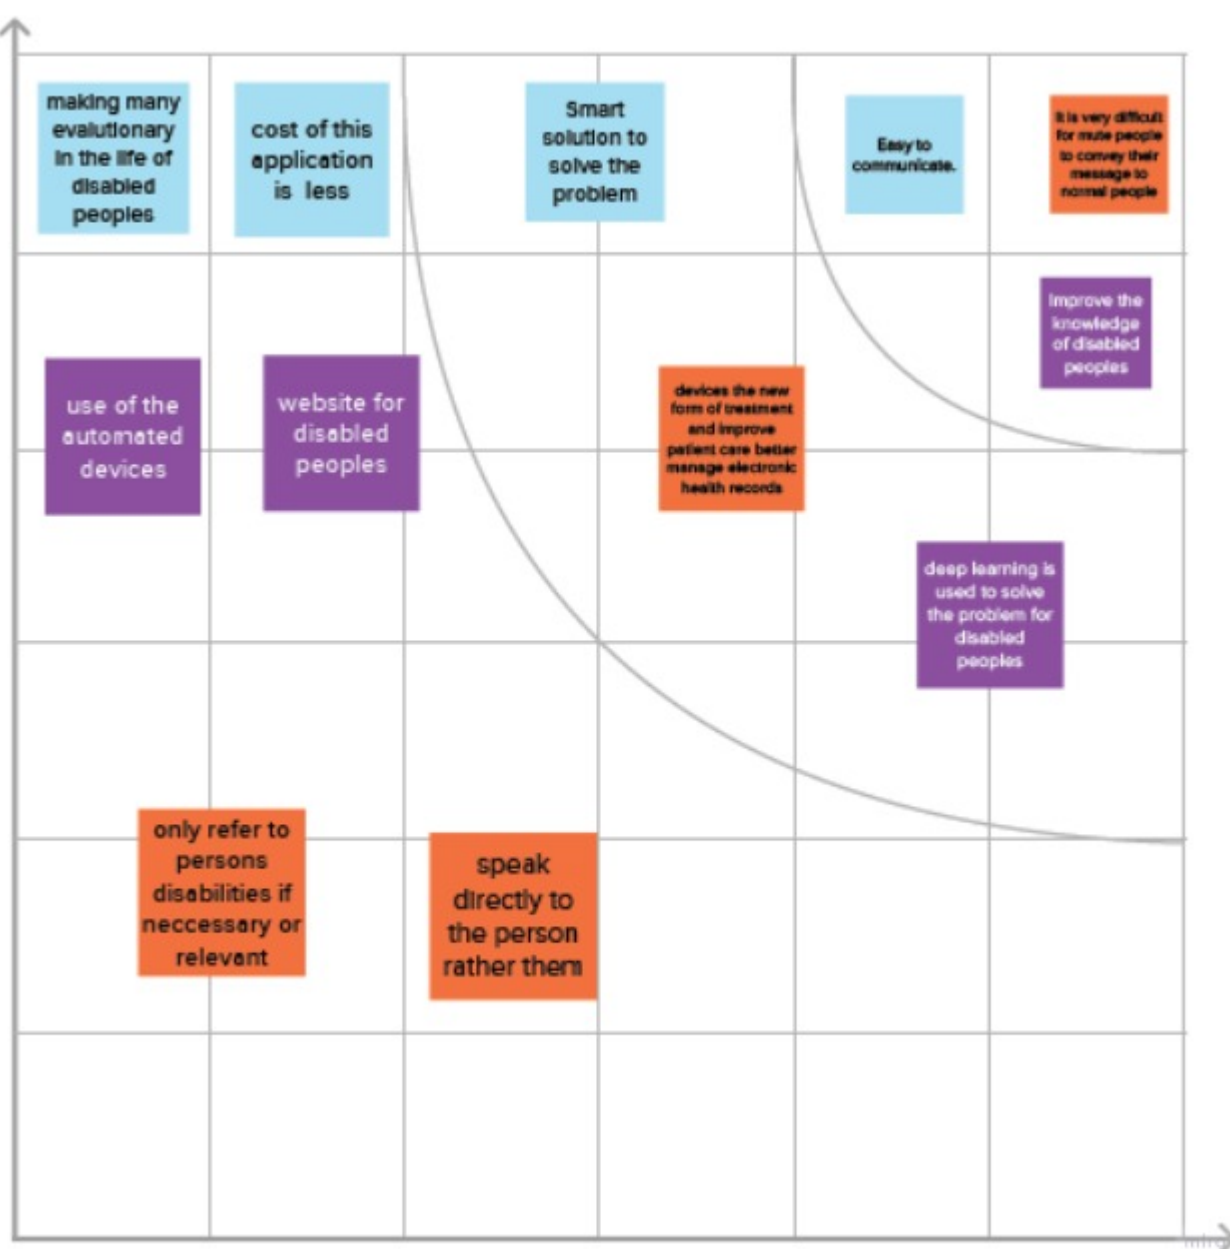 making many
evalutionary
in the life of
disabled
peoples
cost of this
application
is less
Smart
solution to
solve the
problem
Easy to
communicate.
It is very difficult
for mute people
to convey their
message to
normal people
Improve the
knowledge
of disabled
peoples
use of the
automated
devices
website for
disabled
peoples
devices the new
form of treatment
and improve
patient care better
manage electronic
health records
deep learning is
used to solve
the problem for
disabled
peoples
only refer to
persons
disabilities if
neccessary or
relevant
speak
directly to
the person
rather them
miro